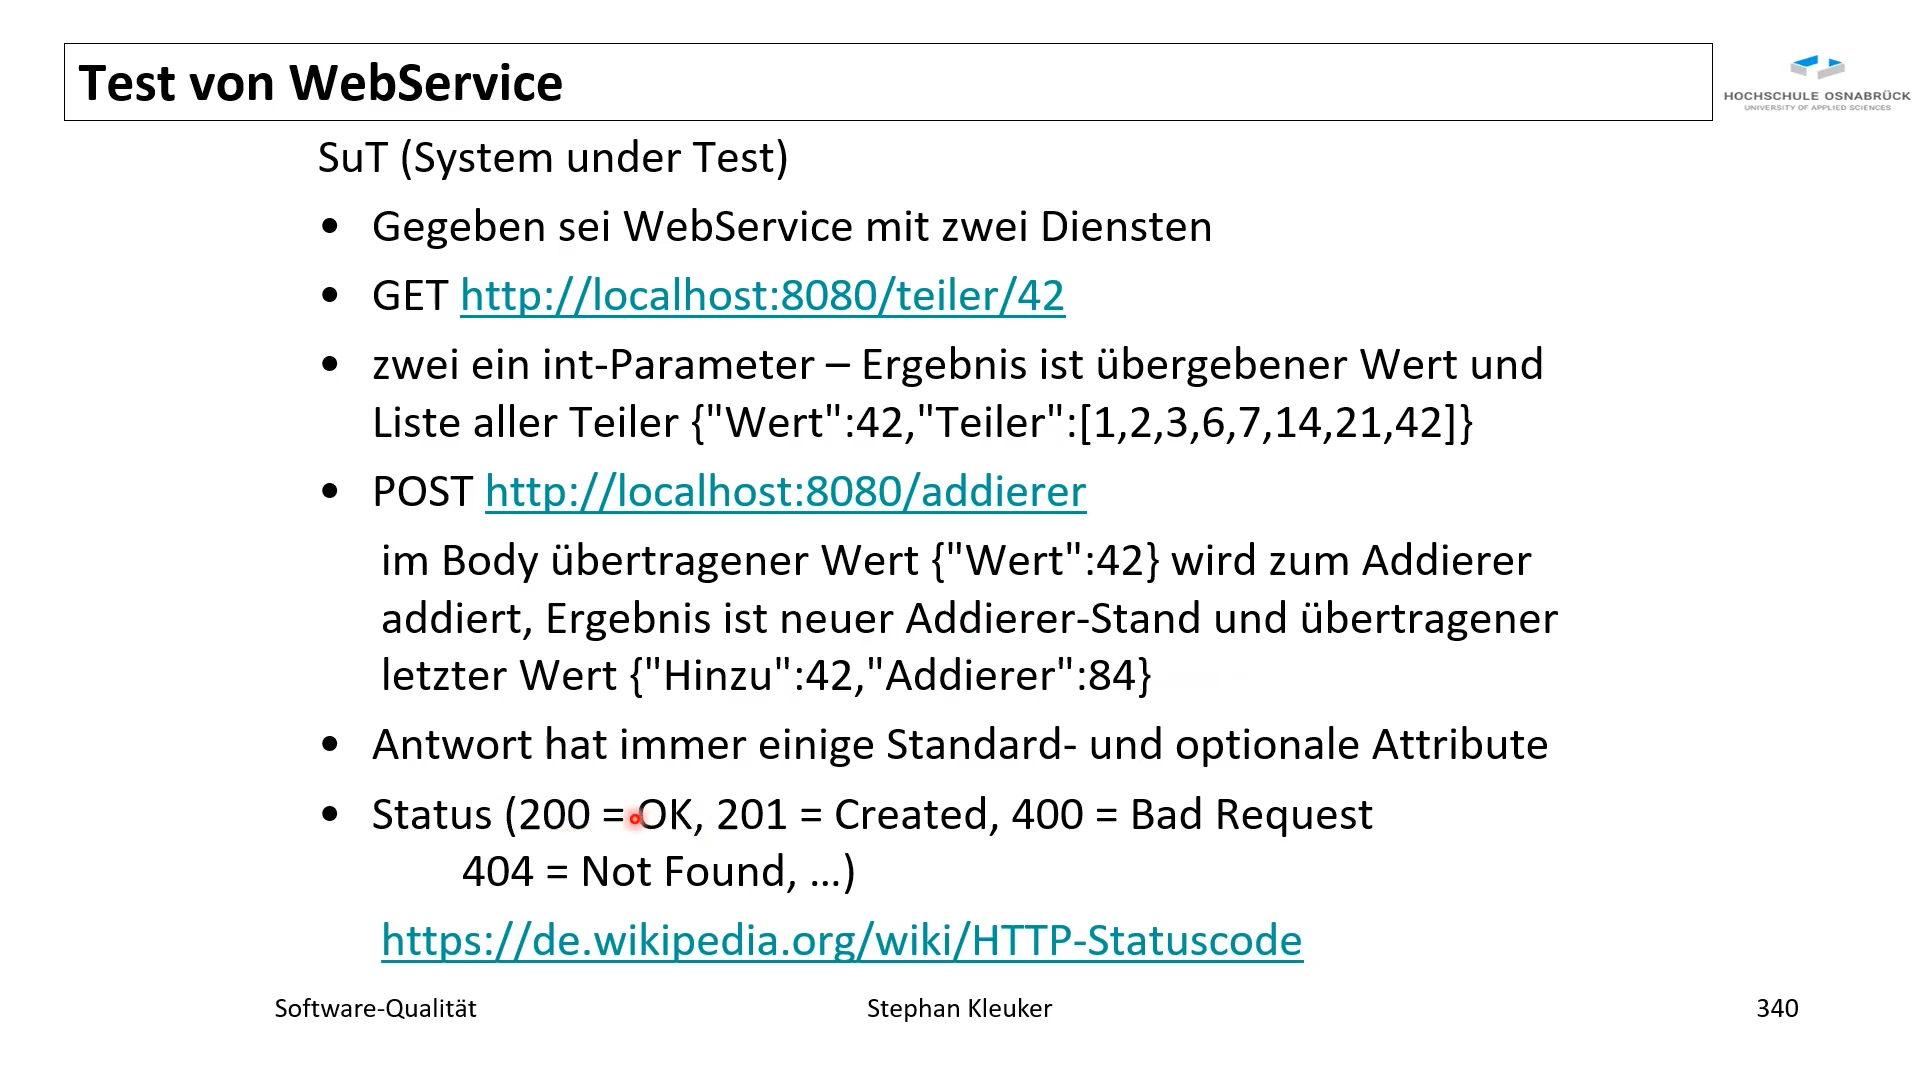 Test von WebService
HOCHSCHULE OSNABRÜCK
UNIVERSITY OF APPLIED SCIENCES
SuT (System under Test)
• Gegeben sei WebService mit zwei Diensten
• GET http://localhost:8080/teiler/42
• zwei ein int-Parameter – Ergebnis ist übergebener Wert und
Liste aller Teiler {"Wert":42,"Teiler":[1,2,3,6,7,14,21,42]}
• POST http://localhost:8080/addierer
im Body übertragener Wert {"Wert":42} wird zum Addierer
addiert, Ergebnis ist neuer Addierer-Stand und übertragener
letzter Wert {"Hinzu":42,"Addierer":84}
• Antwort hat immer einige Standard- und optionale Attribute
• Status (200 = OK, 201 = Created, 400 = Bad Request
404 = Not Found, …)
https://de.wikipedia.org/wiki/HTTP-Statuscode
Software-Qualität
Stephan Kleuker
340